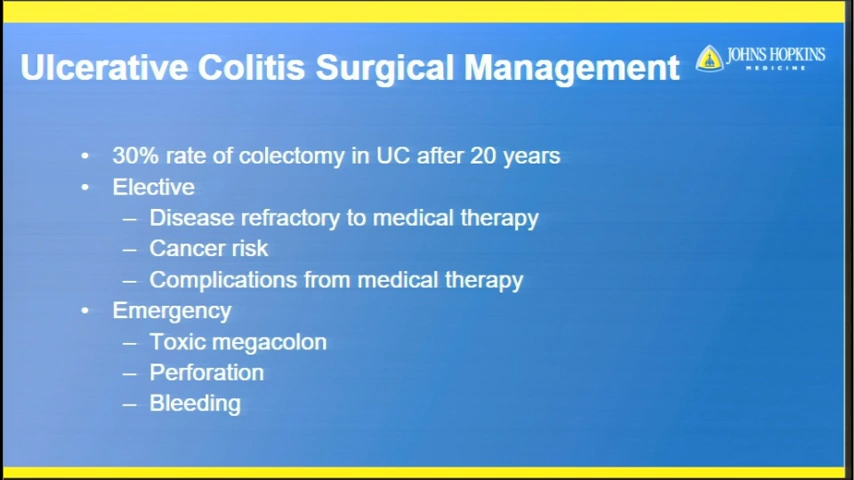 Ulcerative Colitis Surgical Management
JOHNS HOPKINS
MEDICINE
• 30% rate of colectomy in UC after 20 years
• Elective
– Disease refractory to medical therapy
– Cancer risk
– Complications from medical therapy
• Emergency
– Toxic megacolon
– Perforation
– Bleeding